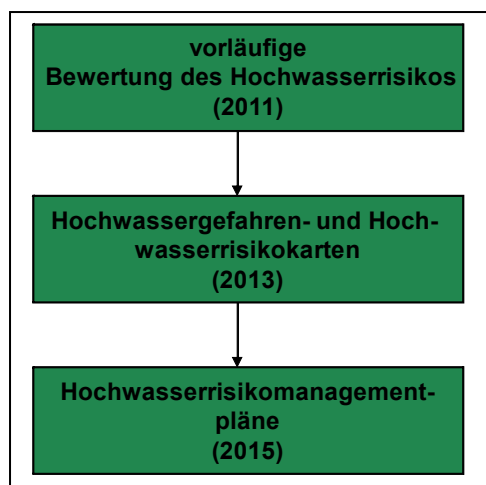 vorläufige
Bewertung des Hochwasserrisikos
(2011)
Hochwassergefahren- und Hoch-
wasserrisikokarten
(2013)
Hochwasserrisikomanagement-
pläne
(2015)